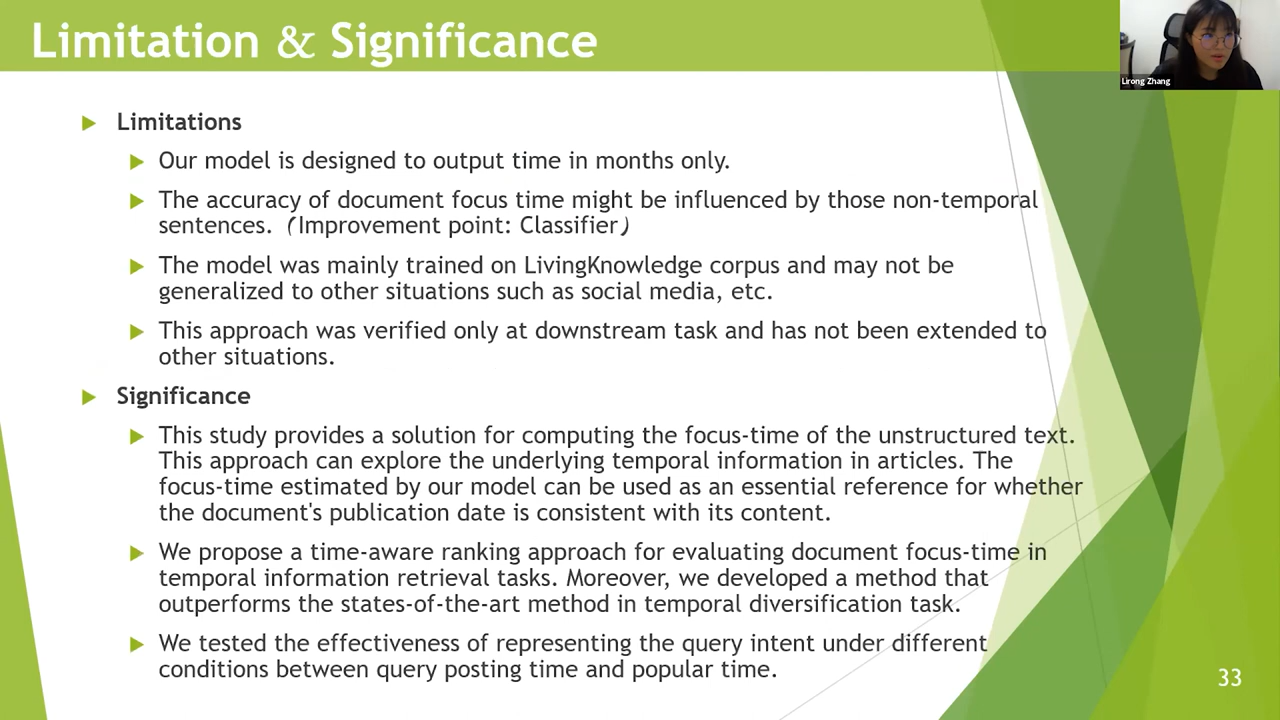 Limitation & Significance
Lirong Zhang
Limitations
Our model is designed to output time in months only.
The accuracy of document focus time might be influenced by those non-temporal
sentences.（Improvement point: Classifier）
The model was mainly trained on LivingKnowledge corpus and may not be
generalized to other situations such as social media, etc.
This approach was verified only at downstream task and has not been extended to
other situations.
Significance
This study provides a solution for computing the focus-time of the unstructured text.
This approach can explore the underlying temporal information in articles. The
focus-time estimated by our model can be used as an essential reference for whether
the document's publication date is consistent with its content.
We propose a time-aware ranking approach for evaluating document focus-time in
temporal information retrieval tasks. Moreover, we developed a method that
outperforms the states-of-the-art method in temporal diversification task.
We tested the effectiveness of representing the query intent under different
conditions between query posting time and popular time.
33